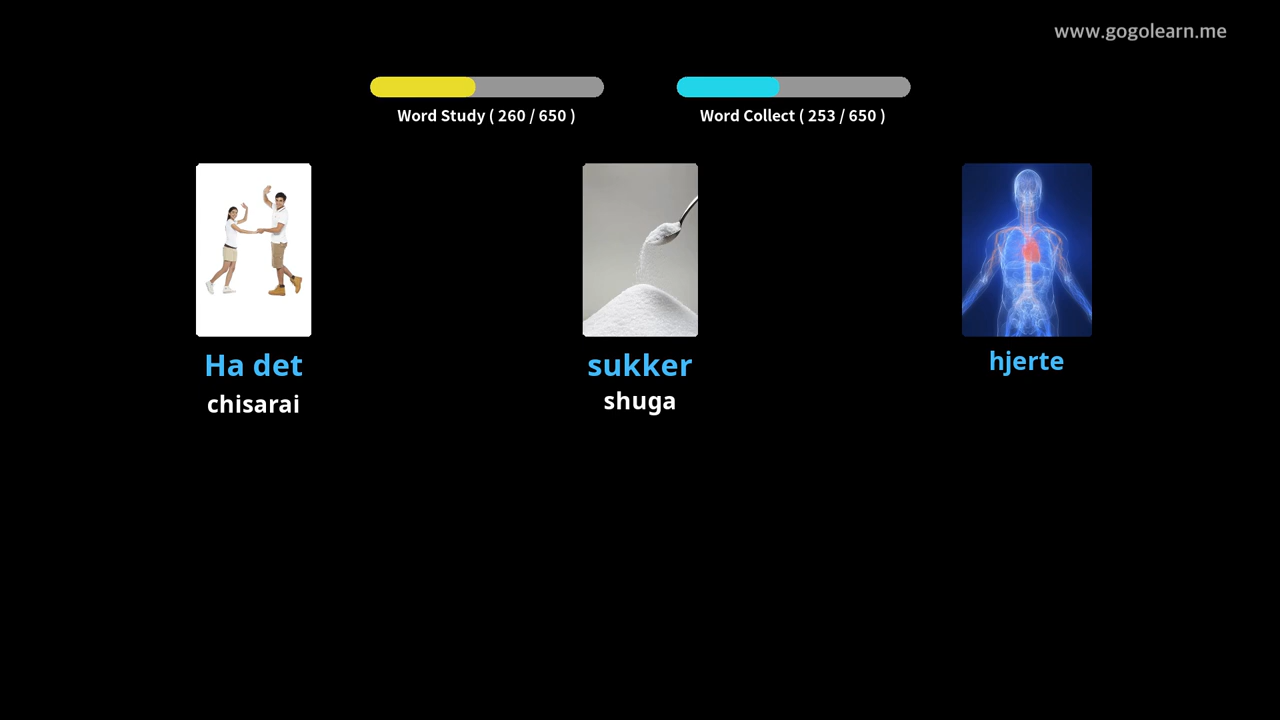 www.gogolearn.me
Word Study ( 260 / 650 )
Word Collect ( 253 / 650 )
Ha det
chisarai
sukker
shuga
hjerte